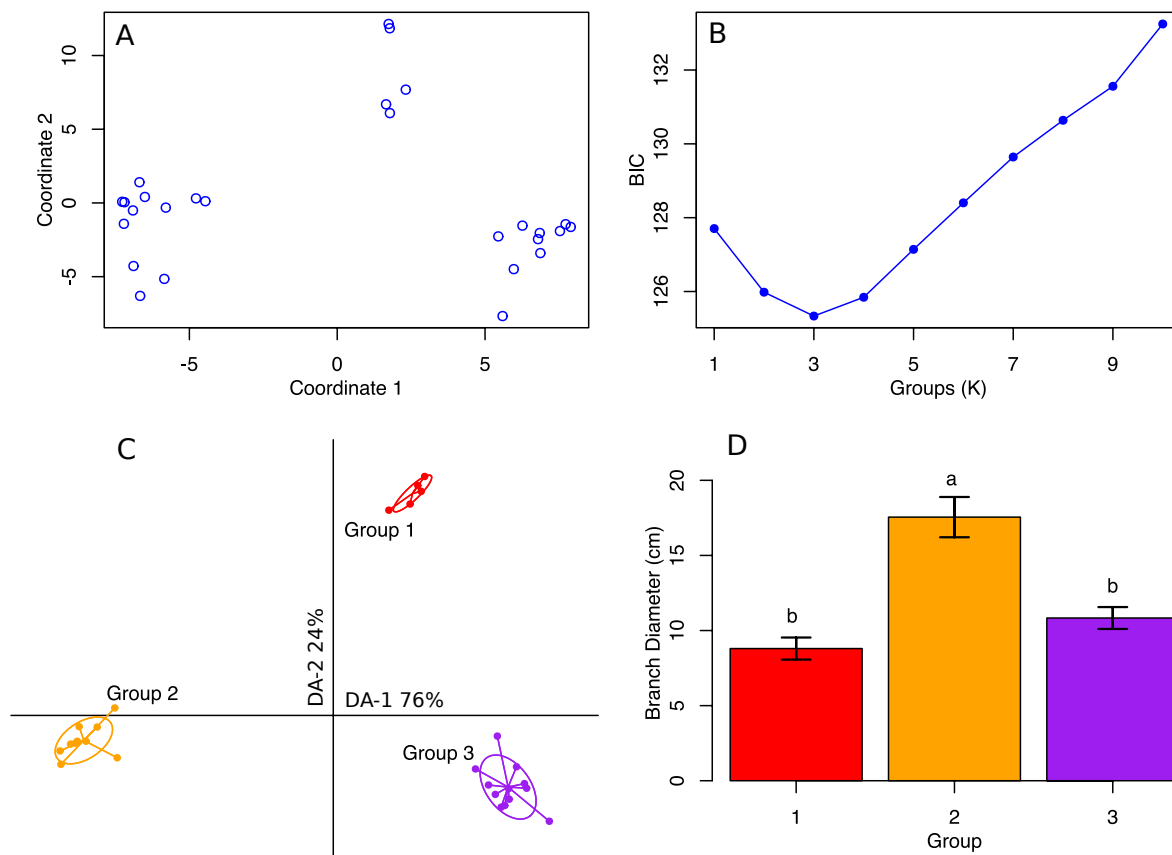 A
Coordinate 2
10
5
0
-5
-5
0
5
Coordinate 1
B
BIC
132
130
128
126
1
3
5
7
9
Groups (K)
C
Group 1
DA-2 24%
Group 2
DA-1 76%
Group 3
D
Branch Diameter (cm)
20
15
10
5
0
b
a
b
1
2
3
Group